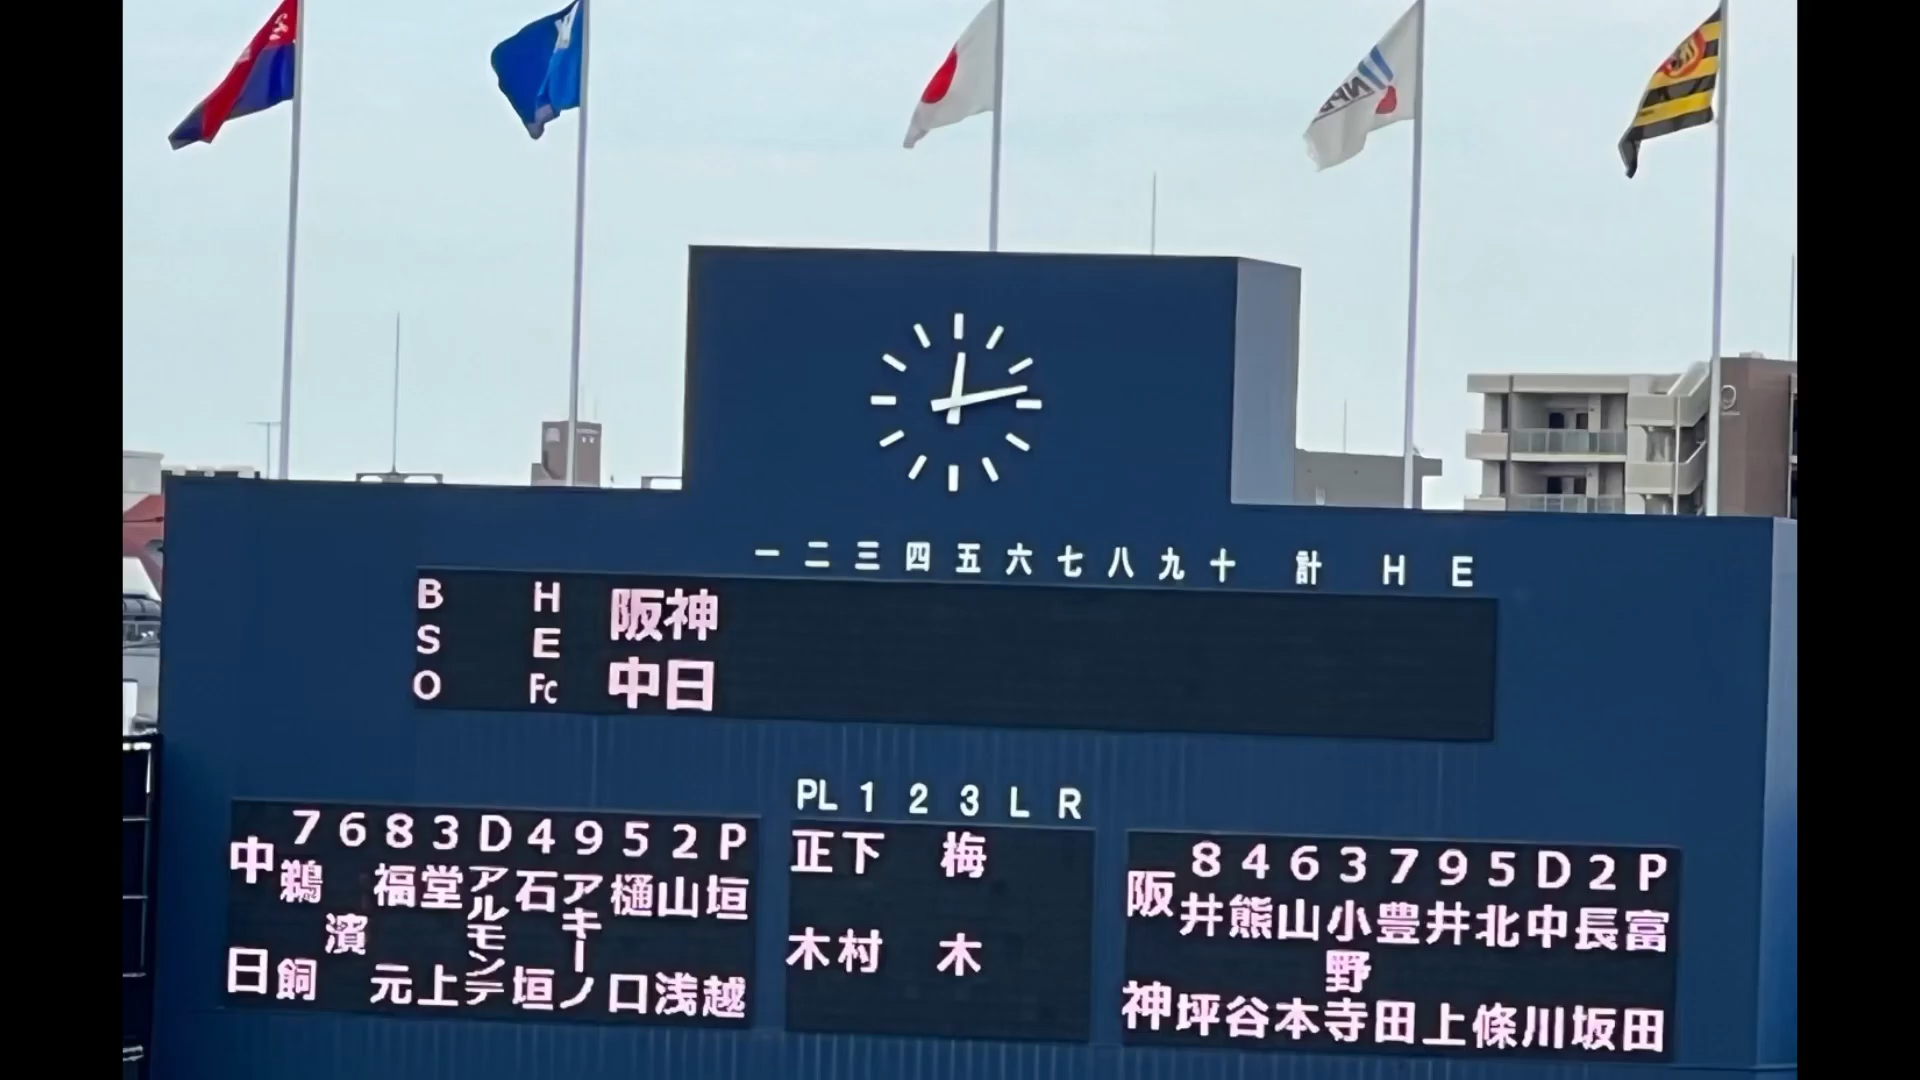 一 二 三 四 五 六 七 八 九 十 計 H E
B H 阪神
S E
O Fc 中日
PL 1 2 3 L R
中日
7 鵜飼
6 濱
8 福元
3 堂上
D アルモンテ
4 石垣
9 アキーノ
5 樋口
2 山浅
P 垣越
正木 下村 梅木
阪神
8 井坪
4 熊谷
6 山本
3 小野寺
7 豊田
9 井上
5 北條
D 中川
2 長坂
P 富田